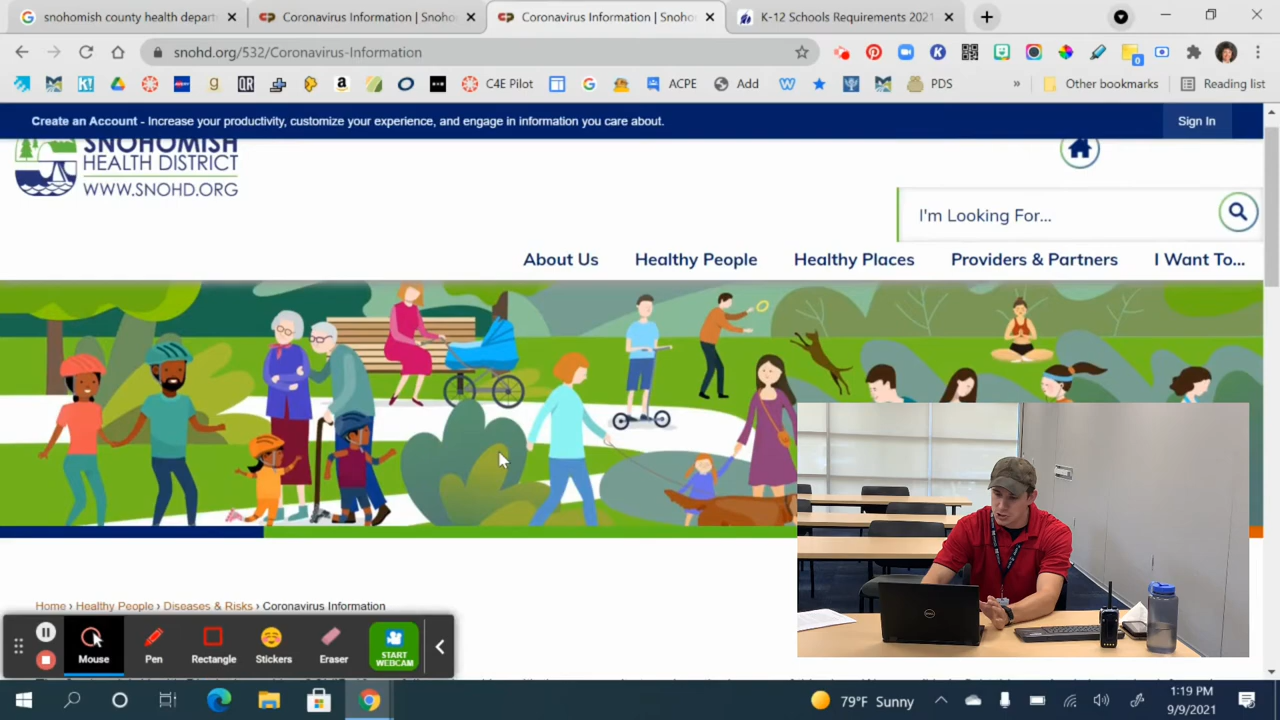 snohomish county health depart
Coronavirus Information | Snoho
Coronavirus Information | Snoho
K-12 Schools Requirements 2021
snohd.org/532/Coronavirus-Information
C4E Pilot
ACPE
Add
PDS
»
Other bookmarks
Reading list
Create an Account - Increase your productivity, customize your experience, and engage in information you care about.
Sign In
SNOHOMISH
HEALTH DISTRICT
WWW.SNOHD.ORG
I'm Looking For...
About Us
Healthy People
Healthy Places
Providers & Partners
I Want To...
Home › Healthy People › Diseases & Risks › Coronavirus Information
Mouse
Pen
Rectangle
Stickers
Eraser
START
WEBCAM
79°F Sunny
1:19 PM
9/9/2021